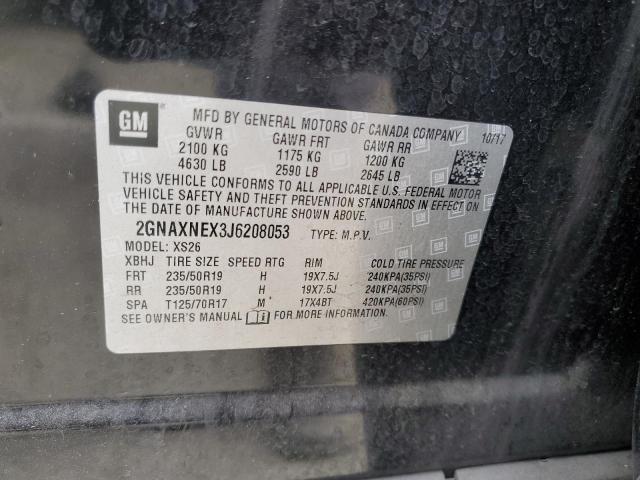 GM
MFD BY GENERAL MOTORS OF CANADA COMPANY 10/17
GVWR GAWR FRT GAWR RR
2100 KG 1175 KG 1200 KG
4630 LB 2590 LB 2645 LB
THIS VEHICLE CONFORMS TO ALL APPLICABLE U.S. FEDERAL MOTOR
VEHICLE SAFETY AND THEFT PREVENTION STANDARDS IN EFFECT ON
THE DATE OF MANUFACTURE SHOWN ABOVE.
2GNAXNEX3J6208053 TYPE: M.P.V.
MODEL: XS26
XBHJ TIRE SIZE SPEED RTG RIM COLD TIRE PRESSURE
FRT 235/50R19 H 19X7.5J 240KPA(35PSI)
RR 235/50R19 H 19X7.5J 240KPA(35PSI)
SPA T125/70R17 M 17X4BT 420KPA(60PSI)
SEE OWNER'S MANUAL FOR MORE INFORMATION.